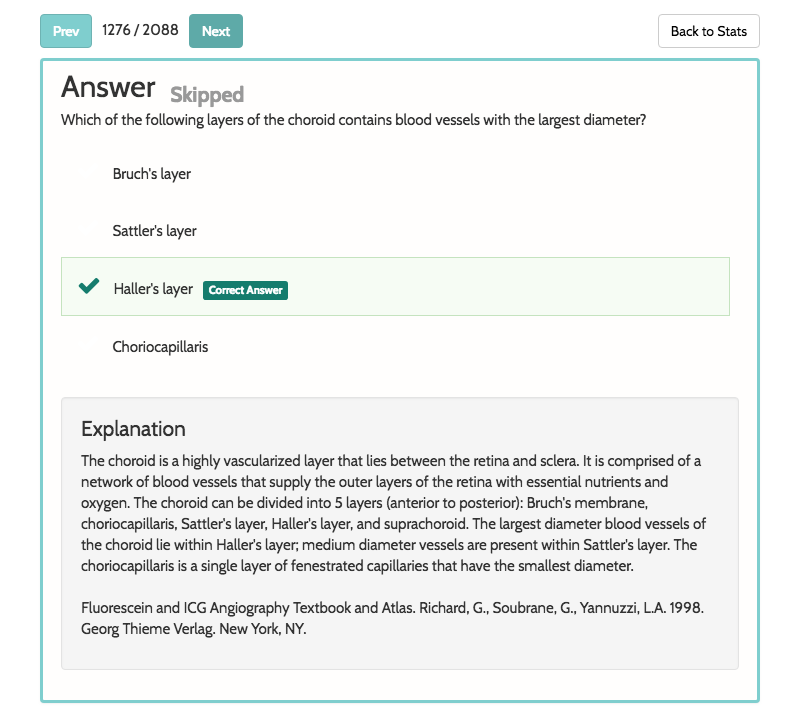 Prev 1276 / 2088 Next Back to Stats
Answer Skipped
Which of the following layers of the choroid contains blood vessels with the largest diameter?
Bruch's layer
Sattler's layer
Haller's layer Correct Answer
Choriocapillaris
Explanation
The choroid is a highly vascularized layer that lies between the retina and sclera. It is comprised of a
network of blood vessels that supply the outer layers of the retina with essential nutrients and
oxygen. The choroid can be divided into 5 layers (anterior to posterior): Bruch's membrane,
choriocapillaris, Sattler's layer, Haller's layer, and suprachoroid. The largest diameter blood vessels of
the choroid lie within Haller's layer; medium diameter vessels are present within Sattler's layer. The
choriocapillaris is a single layer of fenestrated capillaries that have the smallest diameter.
Fluorescein and ICG Angiography Textbook and Atlas. Richard, G., Soubrane, G., Yannuzzi, L.A. 1998.
Georg Thieme Verlag. New York, NY.